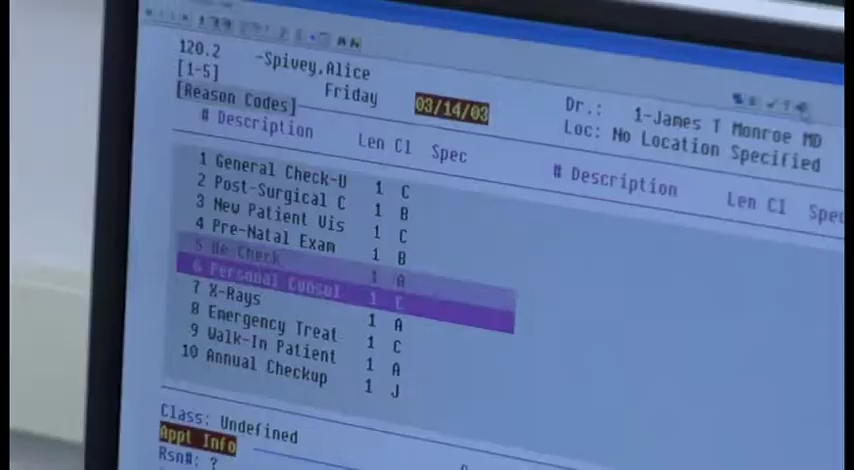 120.2 -Spivey,Alice
[1-5] Friday 03/14/03 Dr.: 1-James T Monroe MD
[Reason Codes] Loc: No Location Specified
# Description Len Cl Spec # Description Len Cl Spec
1 General Check-U 1 C
2 Post-Surgical C 1 B
3 New Patient Vis 1 C
4 Pre-Natal Exam 1 B
5 Re-Check 1 A
6 Personal Consul 1 C
7 X-Rays 1 A
8 Emergency Treat 1 C
9 Walk-In Patient 1 A
10 Annual Checkup 1 J
Class: Undefined
Appt Info
Rsn#: ?